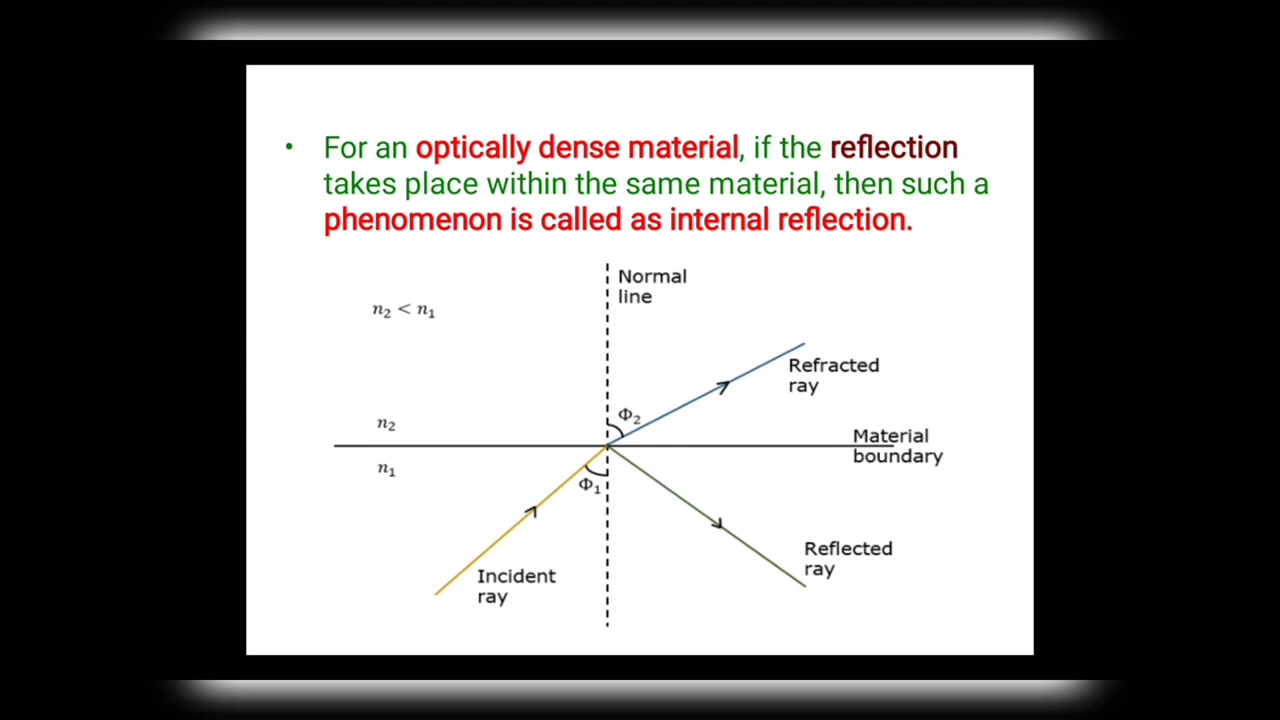 • For an optically dense material, if the reflection
takes place within the same material, then such a
phenomenon is called as internal reflection.
Normal
line
n₂ < n₁
Refracted
ray
Φ₂
n₂
Material
boundary
n₁
Φ₁
Reflected
ray
Incident
ray